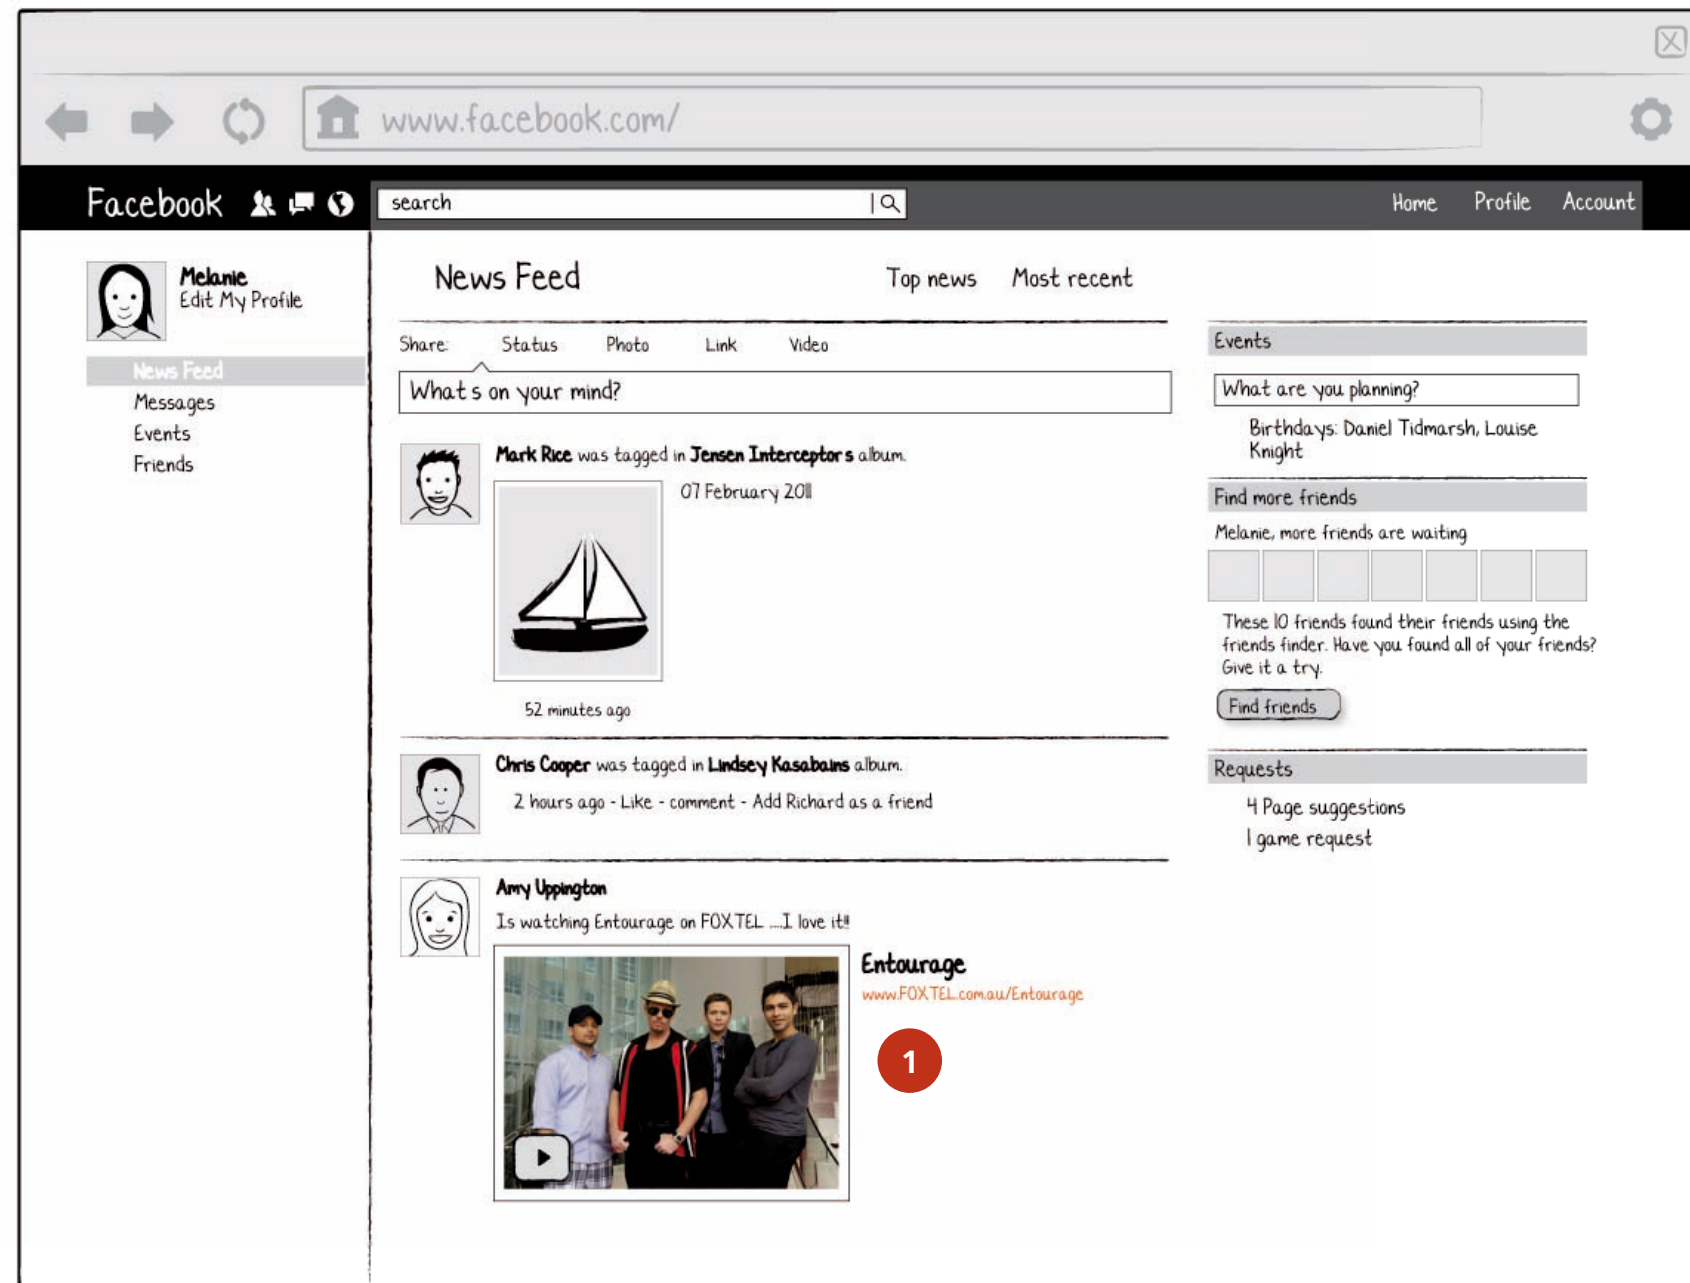 www.facebook.com/
Facebook
search
Home Profile Account
Melanie
Edit My Profile
News Feed
Messages
Events
Friends
News Feed
Top news Most recent
Share: Status Photo Link Video
What s on your mind?
Mark Rice was tagged in Jensen Interceptor s album.
07 February 2011
52 minutes ago
Chris Cooper was tagged in Lindsey Kasabains album.
2 hours ago - Like - comment - Add Richard as a friend
Amy Uppington
Is watching Entourage on FOXTEL ....I love it!!
Entourage
www.FOXTEL.com.au/Entourage
1
Events
What are you planning?
Birthdays: Daniel Tidmarsh, Louise
Knight
Find more friends
Melanie, more friends are waiting
These 10 friends found their friends using the
friends finder. Have you found all of your friends?
Give it a try.
Find friends
Requests
4 Page suggestions
1 game request